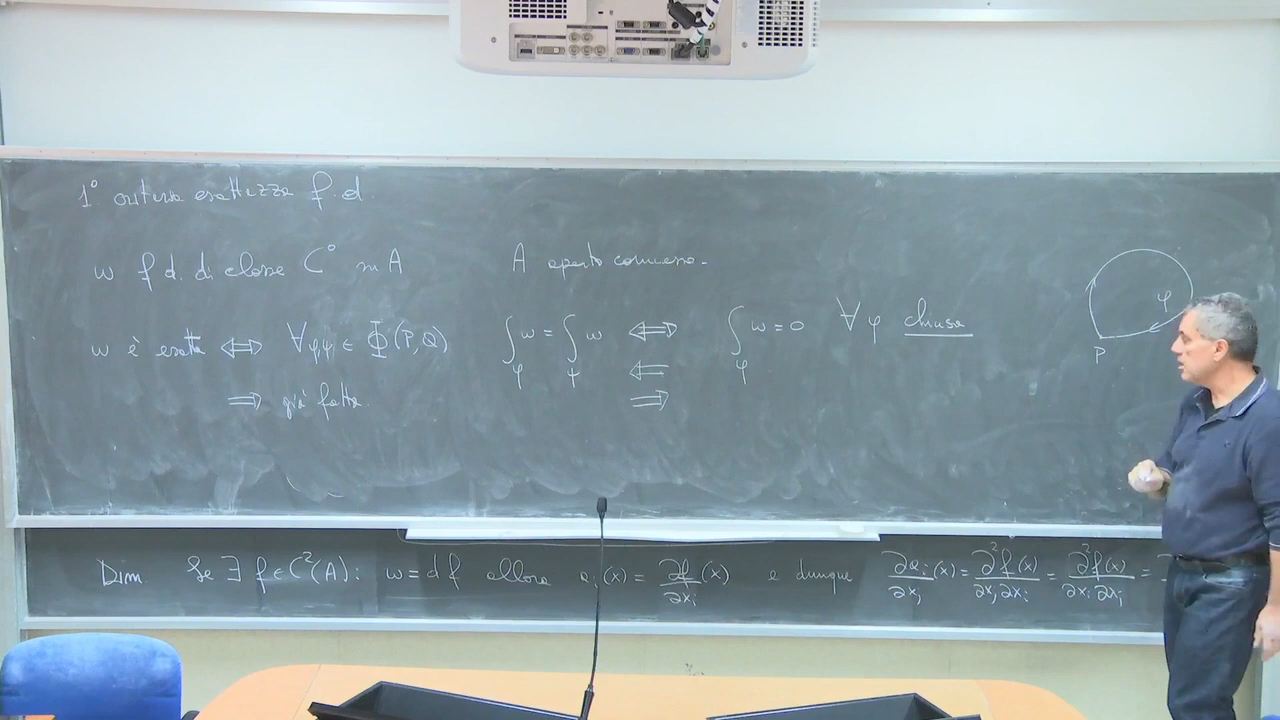 1° criterio esattezza f.d.
ω f.d. di classe C⁰ in A A aperto connesso.
ω è esatta ⟺ ∀φ,ψ ∈ Φ(P,Q) ∫_φ ω = ∫_ψ ω ⟺ ∫_φ ω = 0 ∀φ chiusa
⟸
⟹ già fatta. ⟹
φ
P
Dim Se ∃ f ∈ C²(A): ω = df allora a_i(x) = ∂f/∂x_i (x) e dunque ∂a_i/∂x_j (x) = ∂²f(x)/∂x_j∂x_i = ∂²f(x)/∂x_i∂x_j =